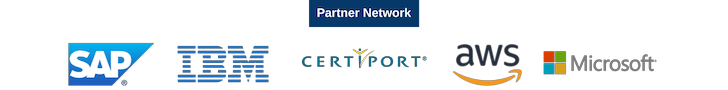 Partner Network
SAP ®
IBM
CERTIPORT®
aws
Microsoft